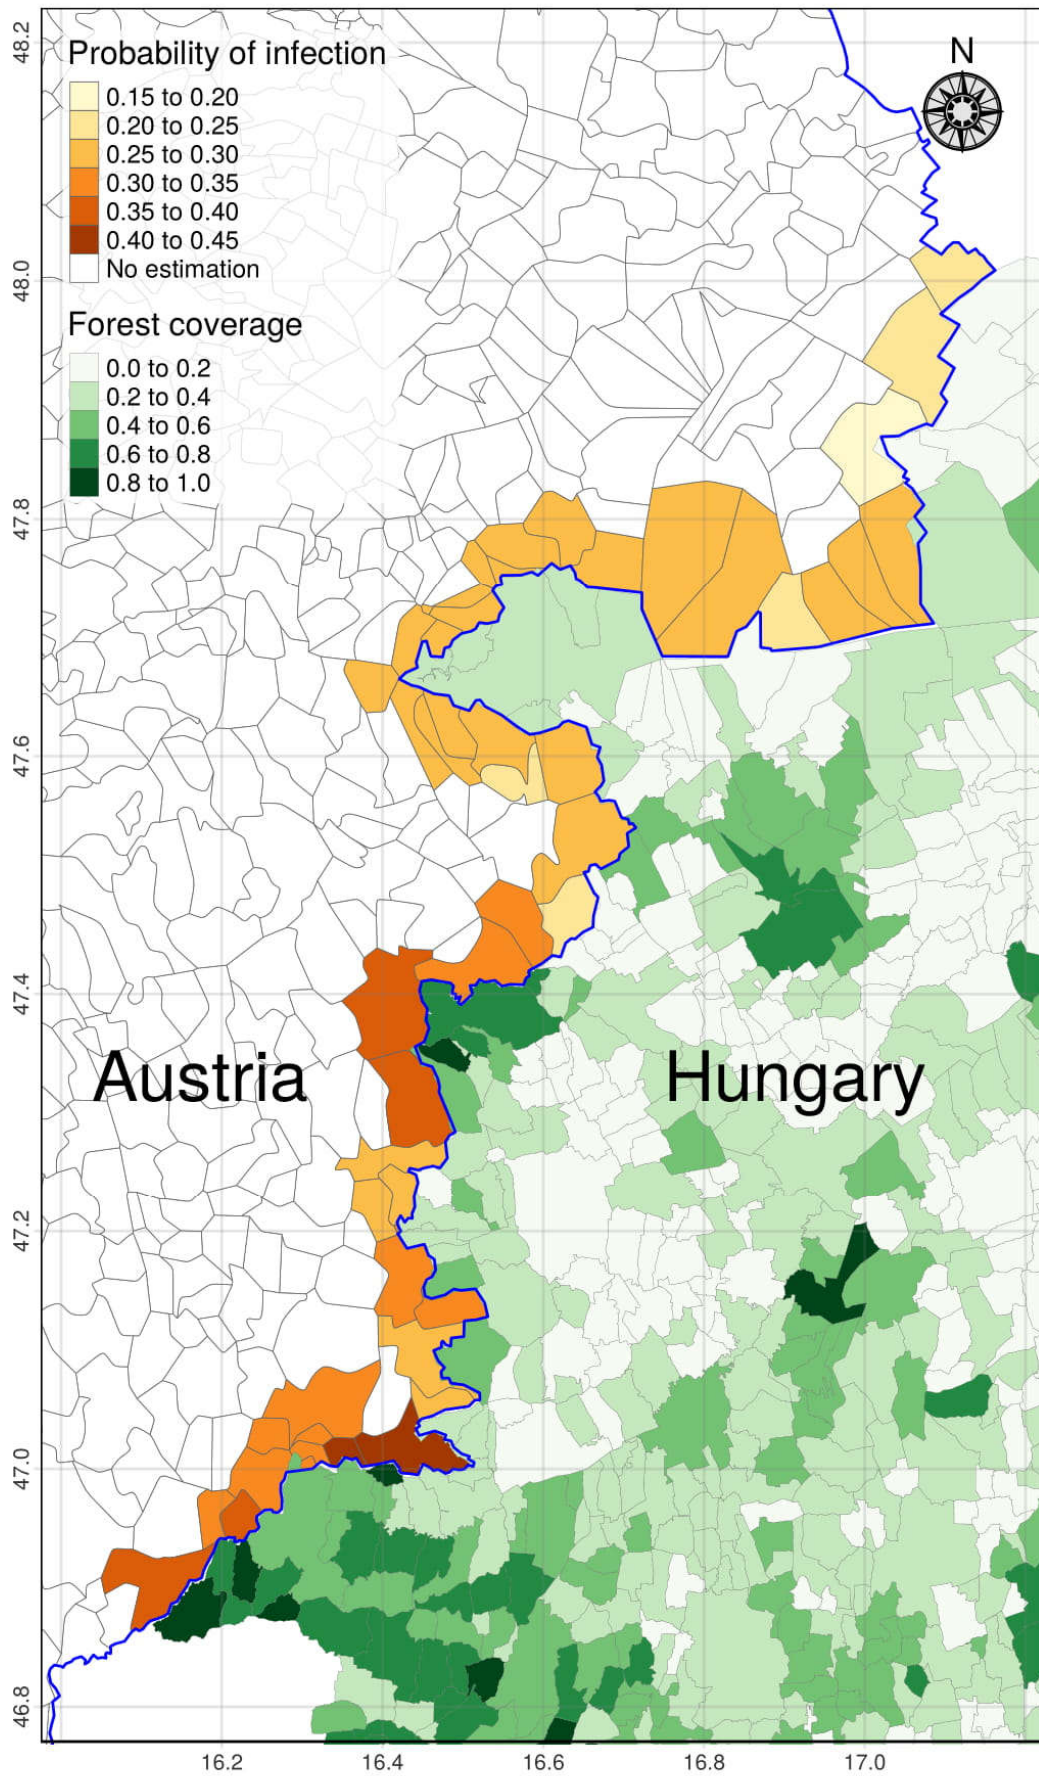 Probability of infection
0.15 to 0.20
0.20 to 0.25
0.25 to 0.30
0.30 to 0.35
0.35 to 0.40
0.40 to 0.45
No estimation
Forest coverage
0.0 to 0.2
0.2 to 0.4
0.4 to 0.6
0.6 to 0.8
0.8 to 1.0
N
48.2
48.0
47.8
47.6
47.4
47.2
47.0
46.8
Austria
Hungary
16.2
16.4
16.6
16.8
17.0